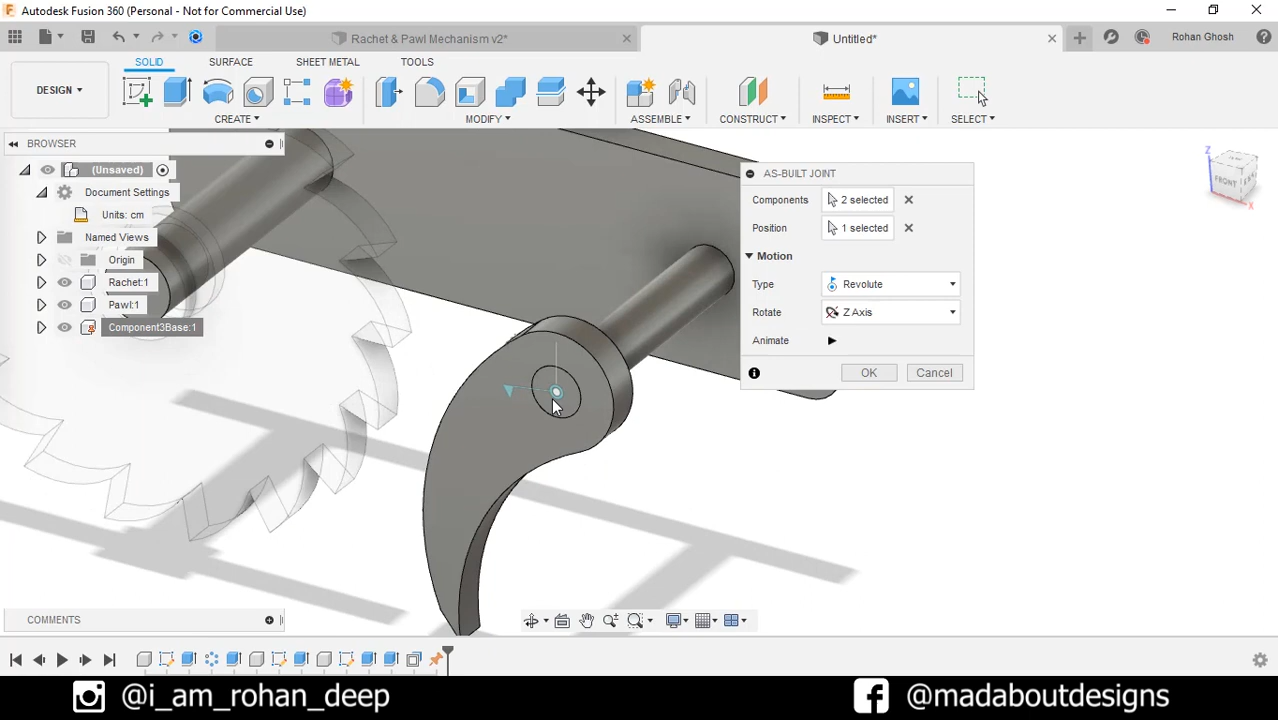 Autodesk Fusion 360 (Personal - Not for Commercial Use)
Rachet & Pawl Mechanism v2*
Untitled*
Rohan Ghosh
DESIGN
SOLID
SURFACE
SHEET METAL
TOOLS
CREATE
MODIFY
ASSEMBLE
CONSTRUCT
INSPECT
INSERT
SELECT
BROWSER
(Unsaved)
Document Settings
Units: cm
Named Views
Origin
Rachet:1
Pawl:1
Component3Base:1
AS-BUILT JOINT
Components 2 selected
Position 1 selected
Motion
Type Revolute
Rotate Z Axis
Animate
OK Cancel
Z
FRONT
X
COMMENTS
@i_am_rohan_deep
@madaboutdesigns